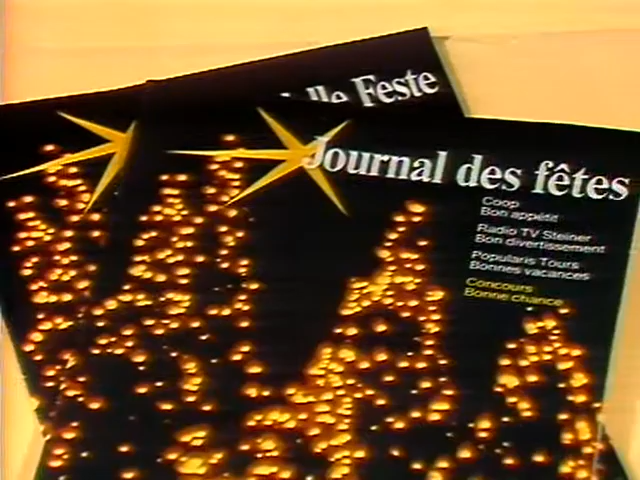 lle Feste
Journal des fêtes
Coop
Bon appétit
Radio TV Steiner
Bon divertissement
Popularis Tours
Bonnes vacances
Concours
Bonne chance